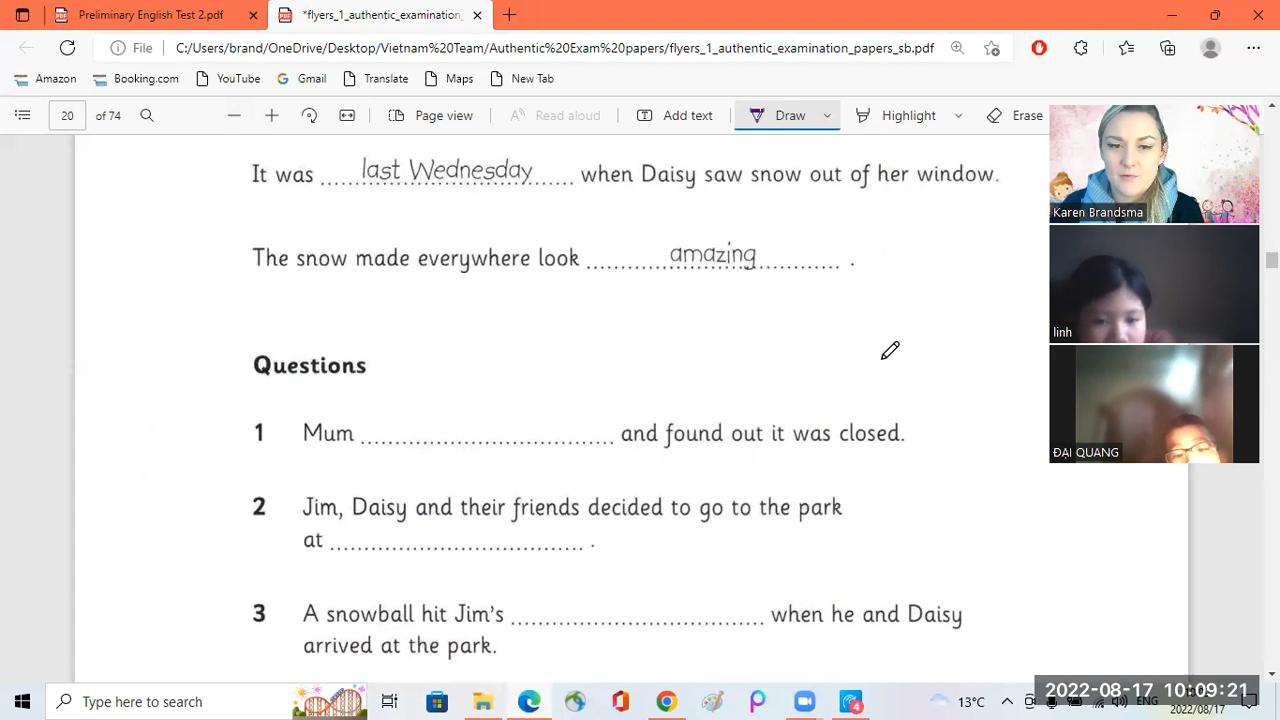 Preliminary English Test 2.pdf
*flyers_1_authentic_examination_
File
C:/Users/brand/OneDrive/Desktop/Vietnam%20Team/Authentic%20Exam%20papers/flyers_1_authentic_examination_papers_sb.pdf
Amazon
Booking.com
YouTube
Gmail
Translate
Maps
New Tab
20 of 74
Page view
Read aloud
Add text
Draw
Highlight
Erase
It was last Wednesday when Daisy saw snow out of her window.
The snow made everywhere look amazing .
Questions
1 Mum ........................ and found out it was closed.
2 Jim, Daisy and their friends decided to go to the park
at ........................ .
3 A snowball hit Jim's ........................ when he and Daisy
arrived at the park.
Karen Brandsma
linh
ĐẠI QUANG
Type here to search
4
13°C
ENG
2022-08-17 10:09:21
2022/08/17